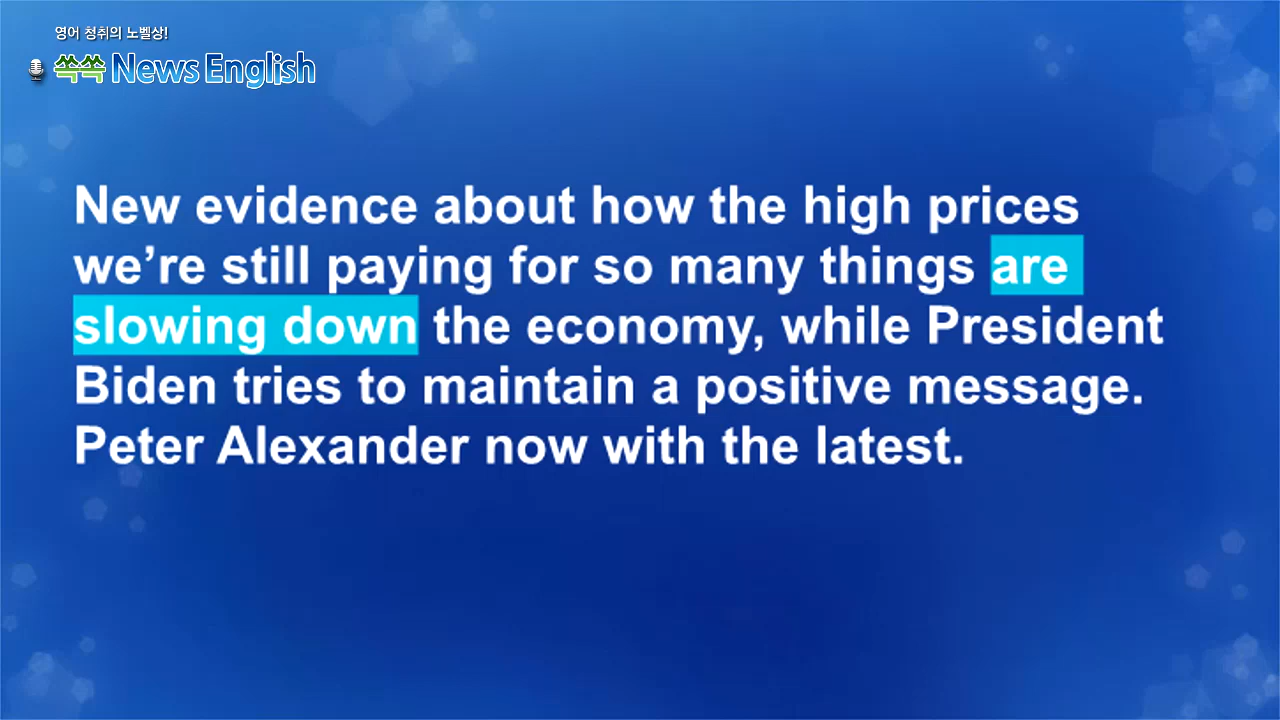 영어 청취의 노벨상!
쏙쏙 News English
New evidence about how the high prices
we’re still paying for so many things are
slowing down the economy, while President
Biden tries to maintain a positive message.
Peter Alexander now with the latest.